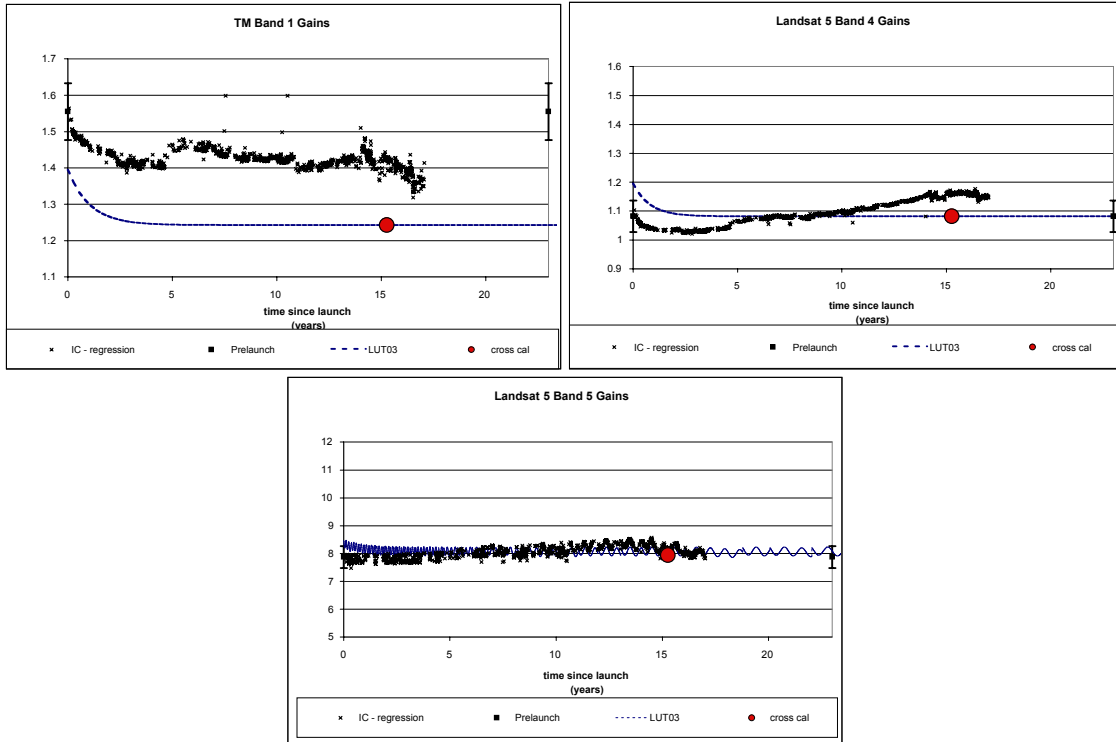 TM Band 1 Gains
1.7
1.6
1.5
1.4
1.3
1.2
1.1
0
5
10
15
20
time since launch
(years)
IC - regression
Prelaunch
LUT03
cross cal
Landsat 5 Band 4 Gains
1.6
1.5
1.4
1.3
1.2
1.1
1
0.9
0
5
10
15
20
time since launch
(years)
IC - regression
Prelaunch
LUT03
cross cal
Landsat 5 Band 5 Gains
12
11
10
9
8
7
6
5
0
5
10
15
20
time since launch
(years)
IC - regression
Prelaunch
LUT03
cross cal